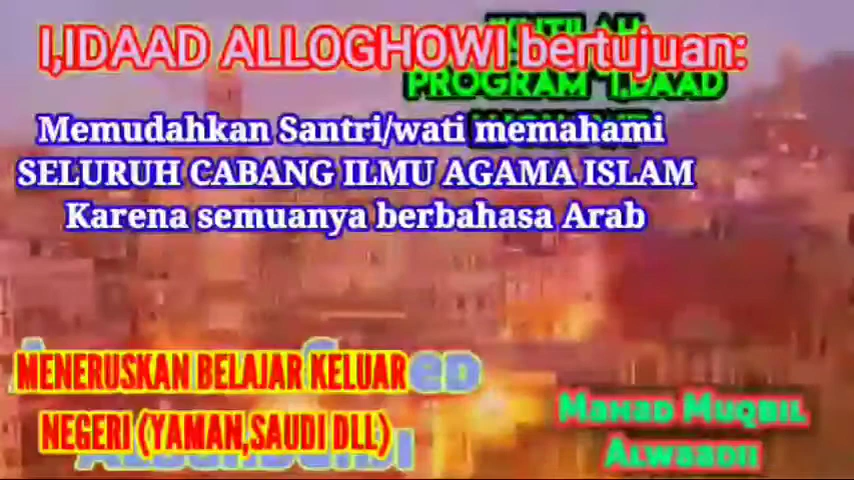 I,IDAAD ALLOGHOWI bertujuan:
PROGRAM "I,DAAD
Memudahkan Santri/wati memahami
SELURUH CABANG ILMU AGAMA ISLAM
Karena semuanya berbahasa Arab
MENERUSKAN BELAJAR KELUAR
NEGERI (YAMAN,SAUDI DLL)
Mahad Muqbil
Alwaadii